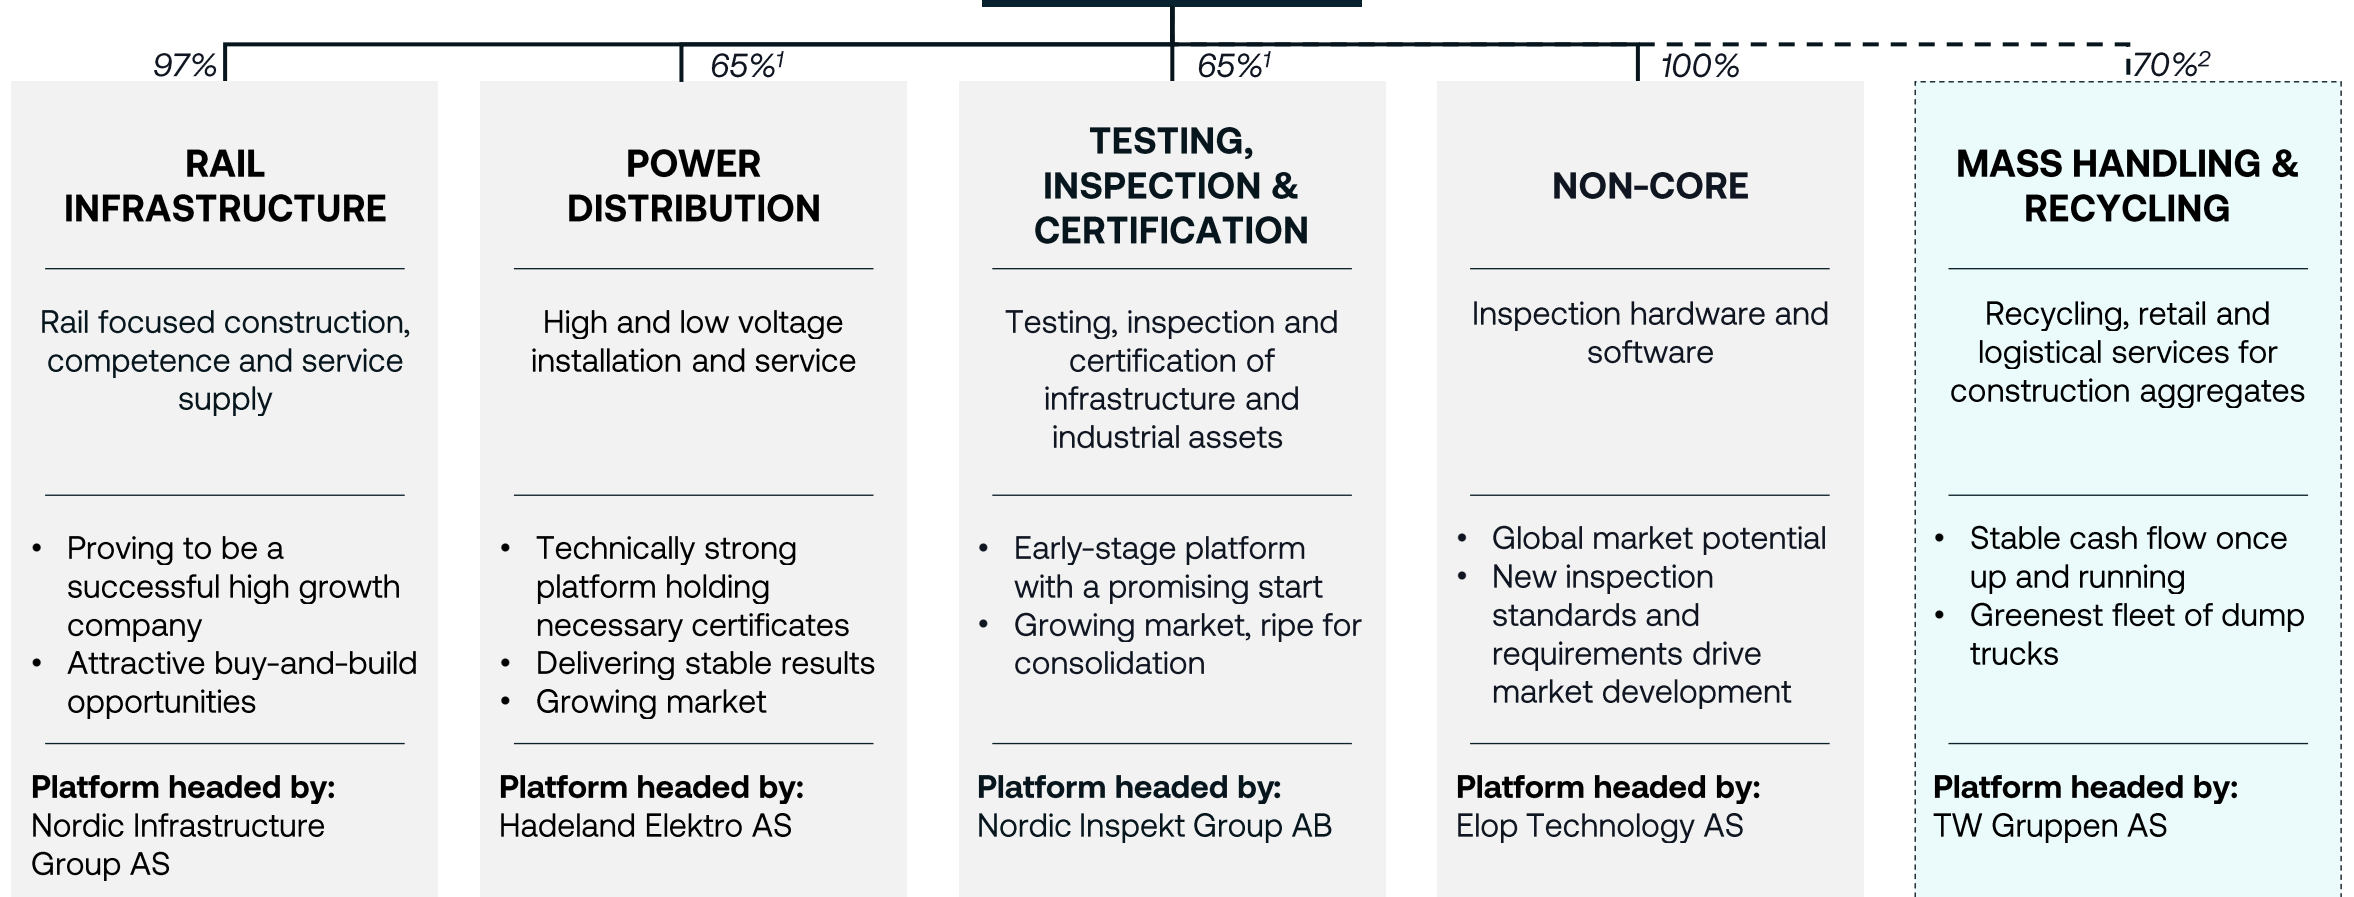 97%
65%¹
65%¹
100%
70%²
RAIL
INFRASTRUCTURE
Rail focused construction,
competence and service
supply
• Proving to be a
successful high growth
company
• Attractive buy-and-build
opportunities
Platform headed by:
Nordic Infrastructure
Group AS
POWER
DISTRIBUTION
High and low voltage
installation and service
• Technically strong
platform holding
necessary certificates
• Delivering stable results
• Growing market
Platform headed by:
Hadeland Elektro AS
TESTING,
INSPECTION &
CERTIFICATION
Testing, inspection and
certification of
infrastructure and
industrial assets
• Early-stage platform
with a promising start
• Growing market, ripe for
consolidation
Platform headed by:
Nordic Inspekt Group AB
NON-CORE
Inspection hardware and
software
• Global market potential
• New inspection
standards and
requirements drive
market development
Platform headed by:
Elop Technology AS
MASS HANDLING &
RECYCLING
Recycling, retail and
logistical services for
construction aggregates
• Stable cash flow once
up and running
• Greenest fleet of dump
trucks
Platform headed by:
TW Gruppen AS